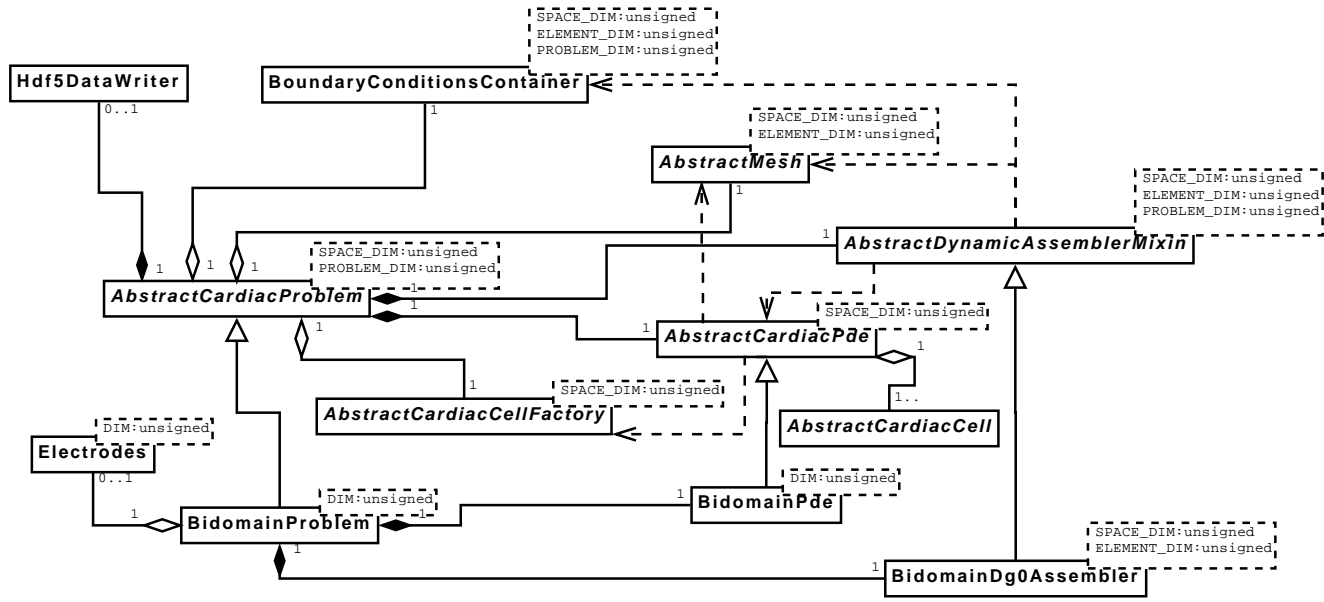 SPACE_DIM:unsigned
ELEMENT_DIM:unsigned
PROBLEM_DIM:unsigned
Hdf5DataWriter
BoundaryConditionsContainer
0..1
1
SPACE_DIM:unsigned
ELEMENT_DIM:unsigned
AbstractMesh
1
SPACE_DIM:unsigned
ELEMENT_DIM:unsigned
PROBLEM_DIM:unsigned
AbstractDynamicAssemblerMixin
1
1
1
1
SPACE_DIM:unsigned
PROBLEM_DIM:unsigned
AbstractCardiacProblem
1
1
SPACE_DIM:unsigned
AbstractCardiacPde
1
1
1
1
1..
SPACE_DIM:unsigned
AbstractCardiacCellFactory
AbstractCardiacCell
DIM:unsigned
Electrodes
0..1
DIM:unsigned
BidomainPde
1
DIM:unsigned
BidomainProblem
1
1
1
SPACE_DIM:unsigned
ELEMENT_DIM:unsigned
BidomainDg0Assembler
1